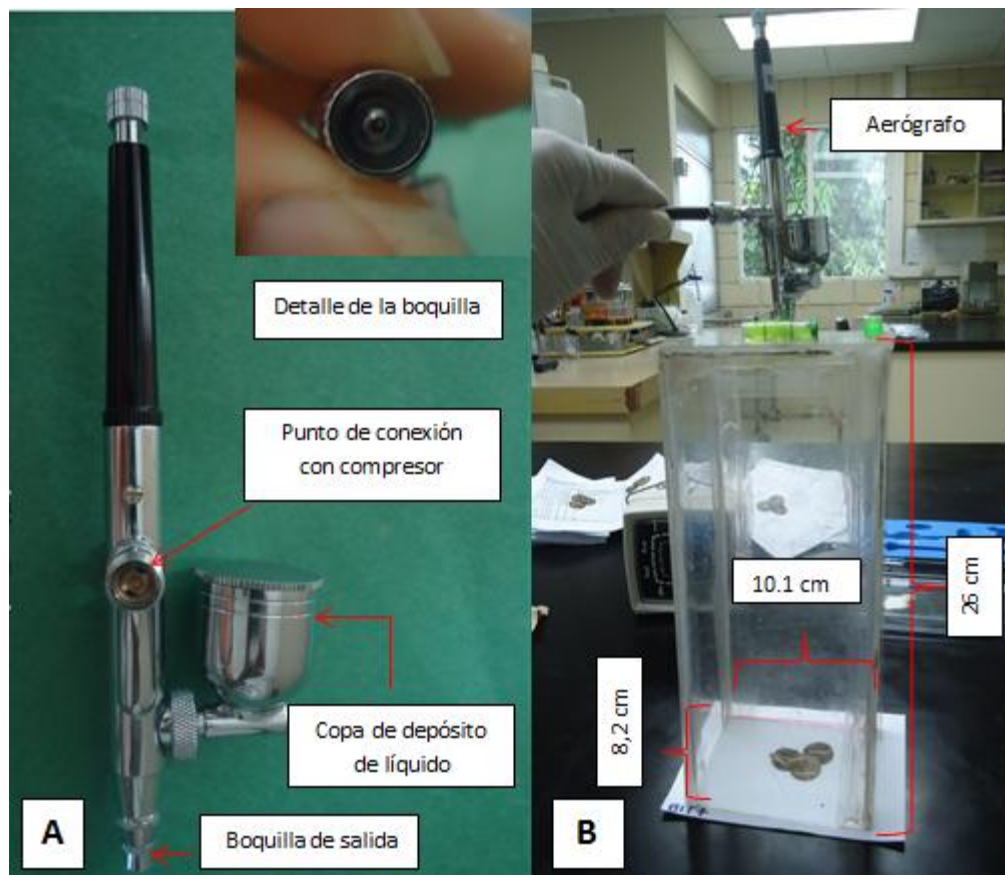 Detalle de la boquilla
Punto de conexión
con compresor
Copa de depósito
de líquido
Boquilla de salida
A
Aerógrafo
10.1 cm
26 cm
8,2 cm
B